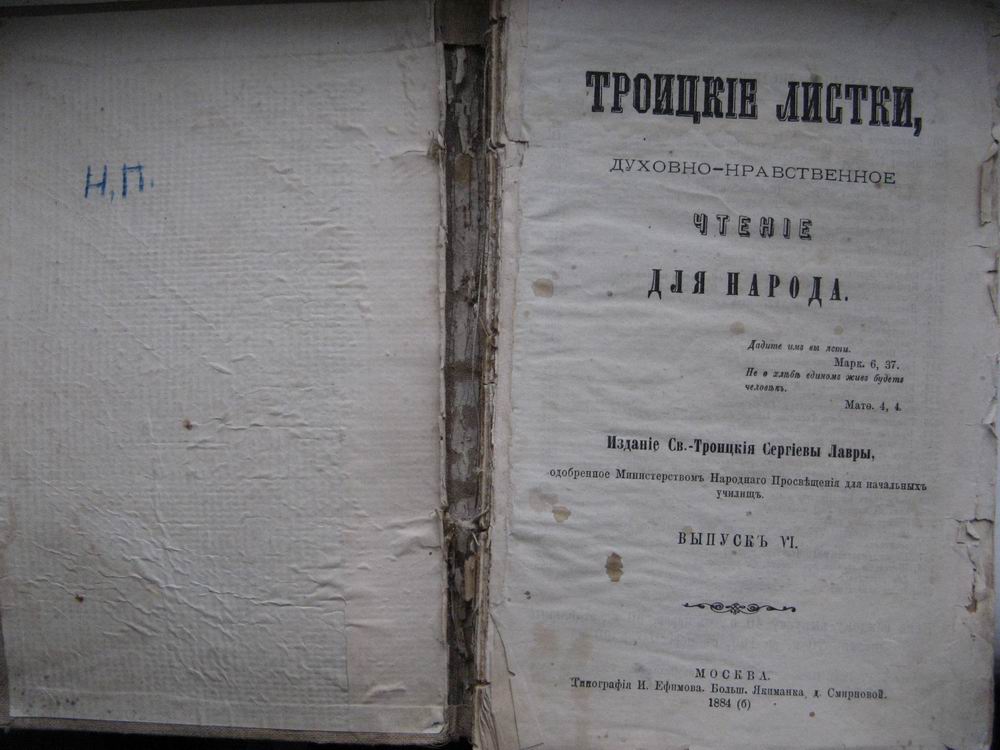 Н.П.
ТРОИЦКІЕ ЛИСТКИ,
ДУХОВНО-НРАВСТВЕННОЕ
ЧТЕНІЕ
ДЛЯ НАРОДА.
Дадите имъ вы ясти.
Марк. 6, 37.
Не о хлѣбѣ единомъ живъ будетъ
человѣкъ.
Матѳ. 4, 4.
Изданіе Св.-Троицкія Сергіевы Лавры,
одобренное Министерствомъ Народнаго Просвѣщенія для начальныхъ
училищъ.
ВЫПУСКЪ VI.
МОСКВА.
Типографія И. Ефимова. Больш. Якиманка, д. Смирновой.
1884 (б)